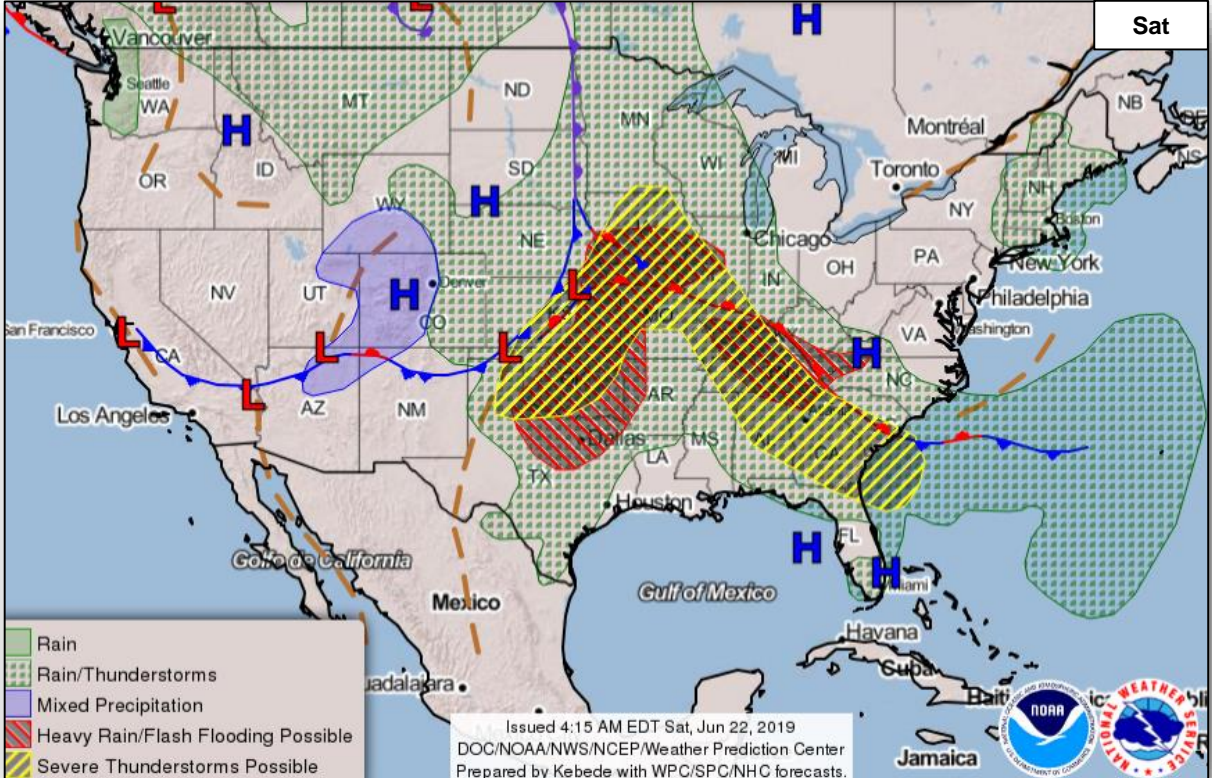 Sat
L
L
H
Vancouver
Seattle
WA
MT
ND
MN
NB
Montréal
H
OR
ID
SD
WI
MI
Toronto
NH
NS
WY
H
NY
Boston
NE
Chicago
PA
New York
NV
UT
H
Denver
CO
L
IN
OH
Philadelphia
San Francisco
L
CA
L
L
MO
VA
Washington
H
NC
Los Angeles
L
AZ
NM
AR
Dallas
TX
LA
MS
GA
Houston
FL
H
H
Miami
Golfo de California
Gulf of Mexico
Mexico
Havana
Cuba
Haiti
Jamaica
Rain
Rain/Thunderstorms
Mixed Precipitation
Heavy Rain/Flash Flooding Possible
Severe Thunderstorms Possible
Issued 4:15 AM EDT Sat, Jun 22, 2019
DOC/NOAA/NWS/NCEP/Weather Prediction Center
Prepared by Kebede with WPC/SPC/NHC forecasts.
NOAA
NATIONAL WEATHER SERVICE